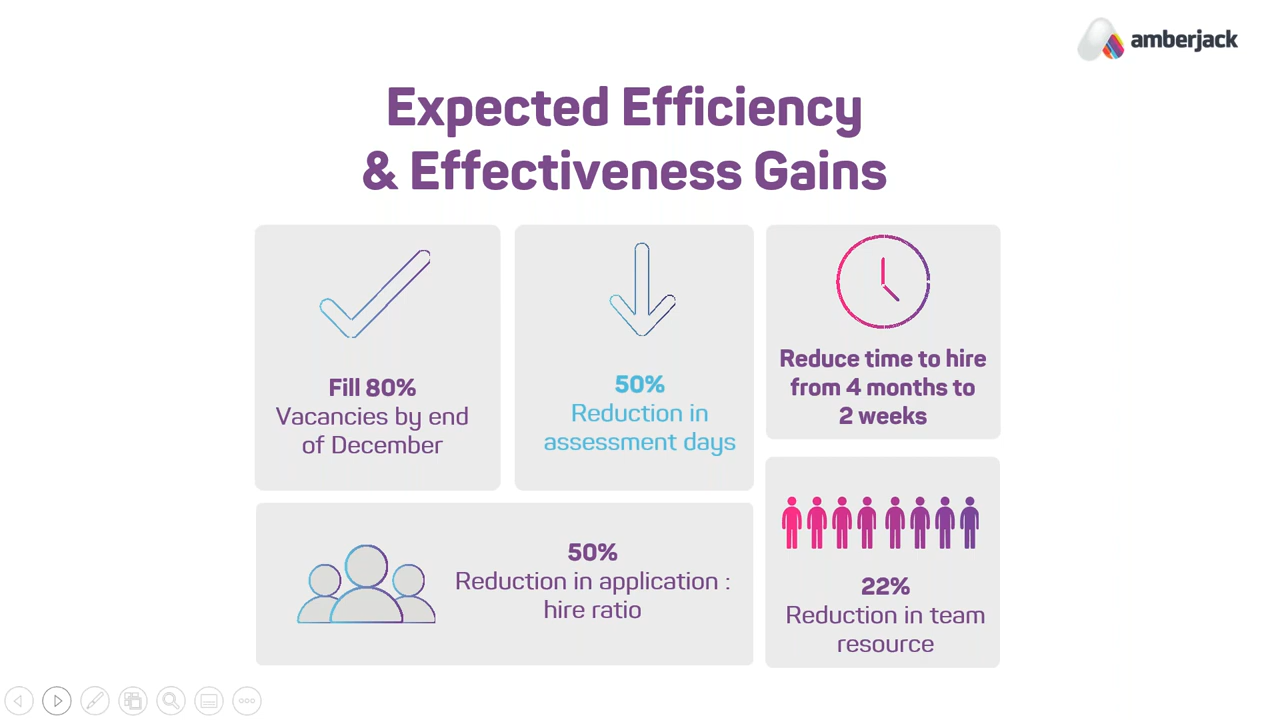 amberjack
Expected Efficiency
& Effectiveness Gains
Fill 80%
Vacancies by end
of December
50%
Reduction in
assessment days
Reduce time to hire
from 4 months to
2 weeks
50%
Reduction in application :
hire ratio
22%
Reduction in team
resource